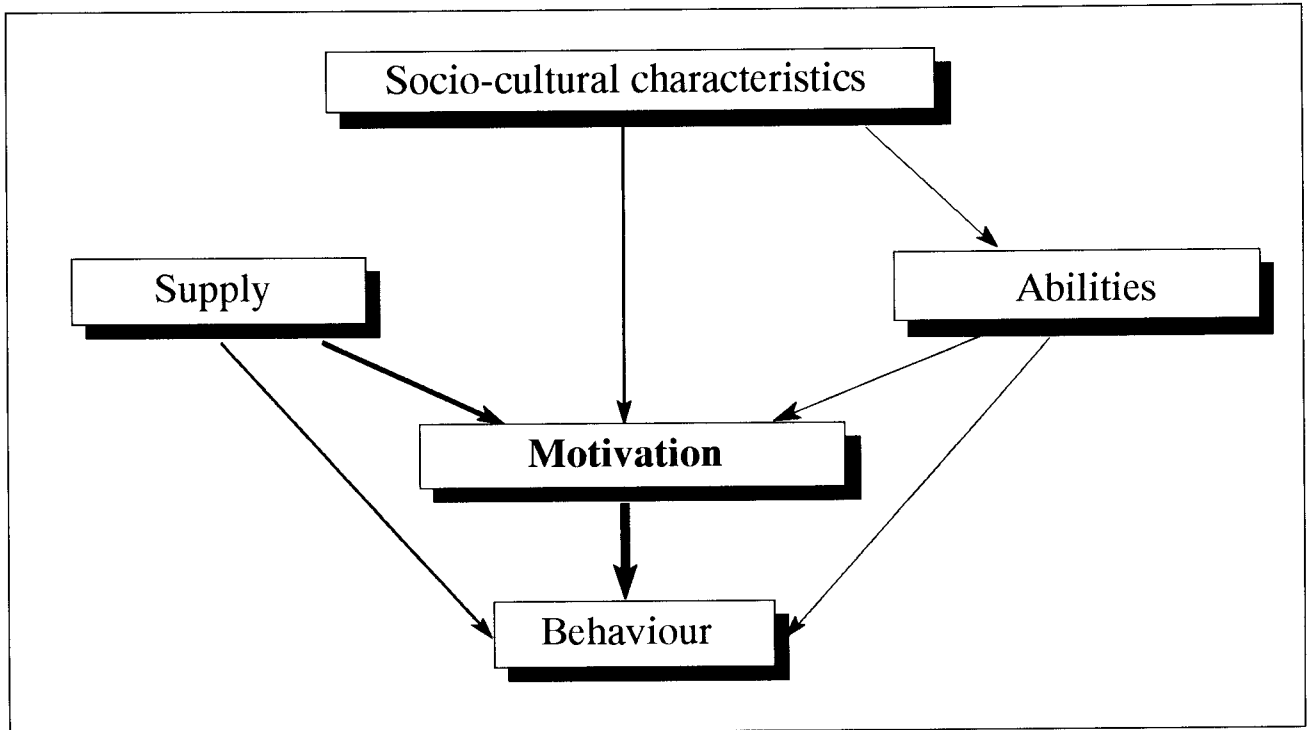 Socio-cultural characteristics
Supply
Abilities
Motivation
Behaviour